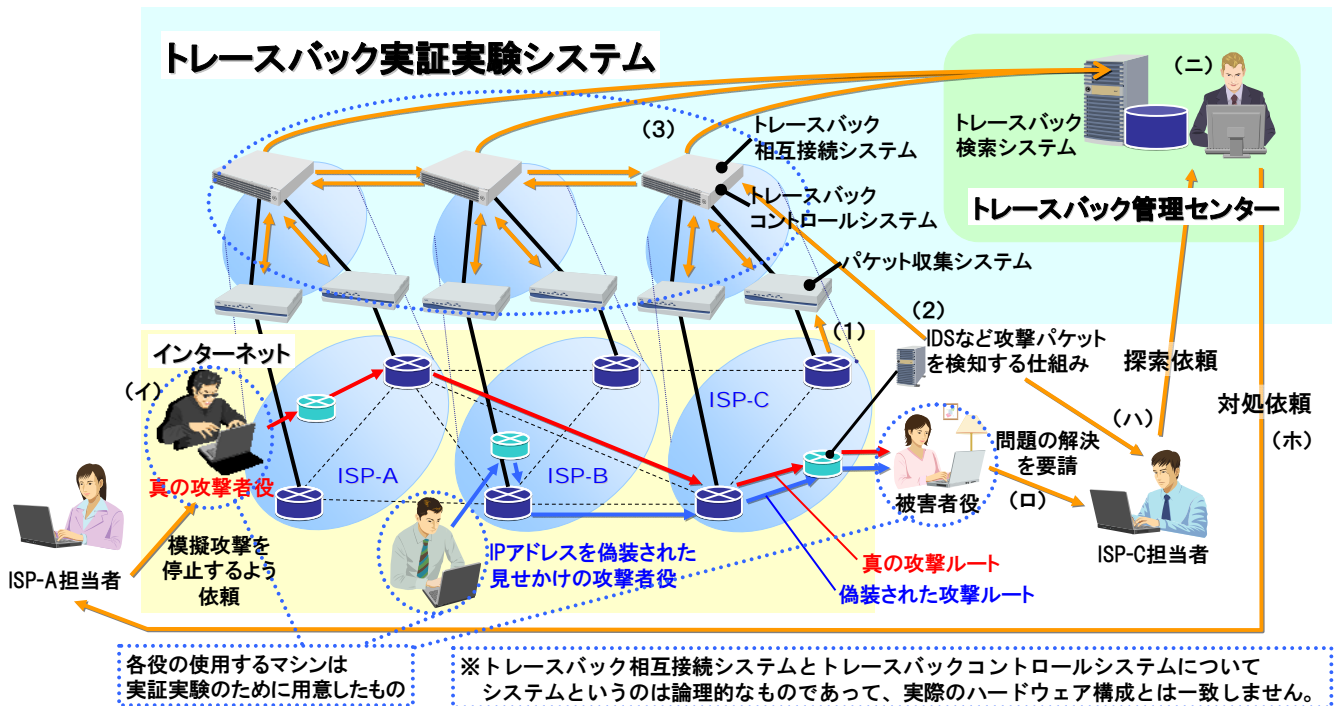 トレースバック実証実験システム
(ニ)
(3)
トレースバック
相互接続システム
トレースバック
検索システム
トレースバック
コントロールシステム
トレースバック管理センター
パケット収集システム
(2)
(1)
IDSなど攻撃パケット
を検知する仕組み
インターネット
探索依頼
(イ)
ISP-C
対処依頼
(ハ)
(ホ)
問題の解決
を要請
ISP-A
ISP-B
真の攻撃者役
被害者役
(ロ)
模擬攻撃を
停止するよう
依頼
IPアドレスを偽装された
見せかけの攻撃者役
ISP-A担当者
ISP-C担当者
真の攻撃ルート
偽装された攻撃ルート
各役の使用するマシンは
実証実験のために用意したもの
※トレースバック相互接続システムとトレースバックコントロールシステムについて
システムというのは論理的なものであって、実際のハードウェア構成とは一致しません。